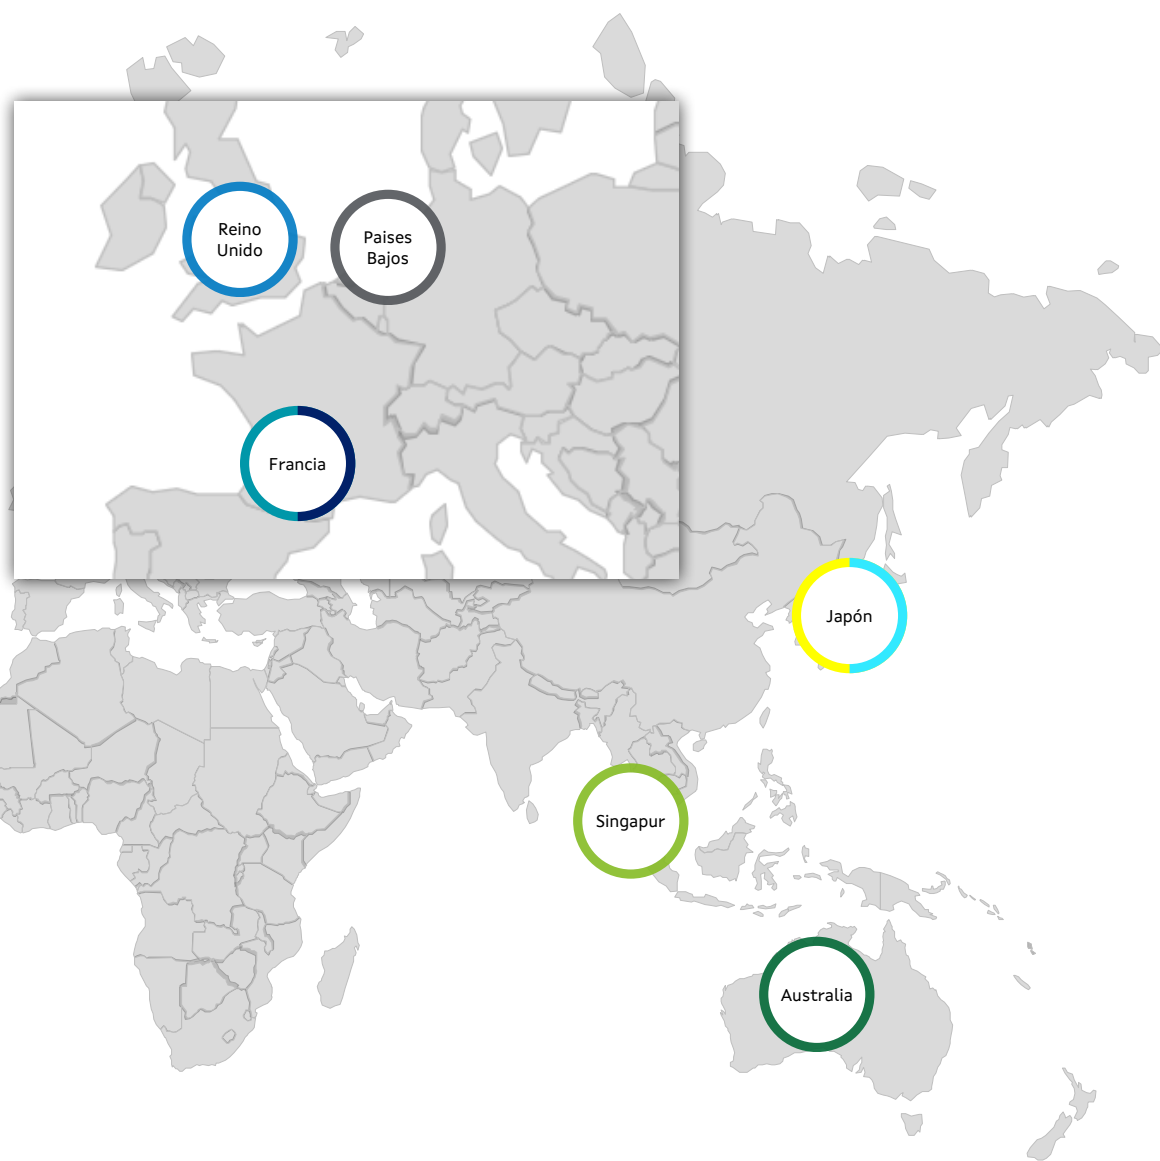 Reino
Unido
Paises
Bajos
Francia
Japón
Singapur
Australia